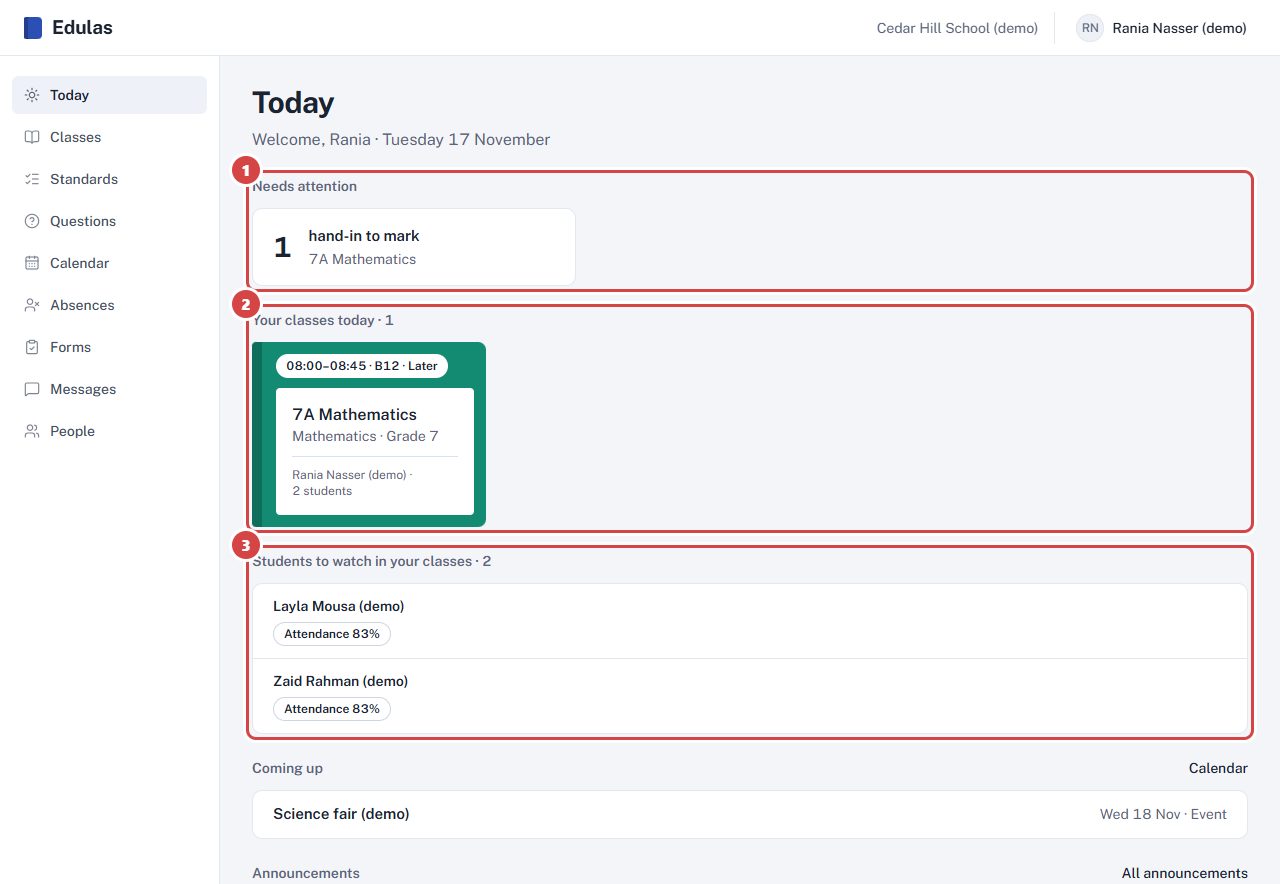 Edulas
Cedar Hill School (demo)
RN
Rania Nasser (demo)
Today
Classes
Standards
Questions
Calendar
Absences
Forms
Messages
People
Today
Welcome, Rania · Tuesday 17 November
1
Needs attention
1
hand-in to mark
7A Mathematics
2
Your classes today · 1
08:00–08:45 · B12 · Later
7A Mathematics
Mathematics · Grade 7
Rania Nasser (demo) ·
2 students
3
Students to watch in your classes · 2
Layla Mousa (demo)
Attendance 83%
Zaid Rahman (demo)
Attendance 83%
Coming up
Calendar
Science fair (demo)
Wed 18 Nov · Event
Announcements
All announcements